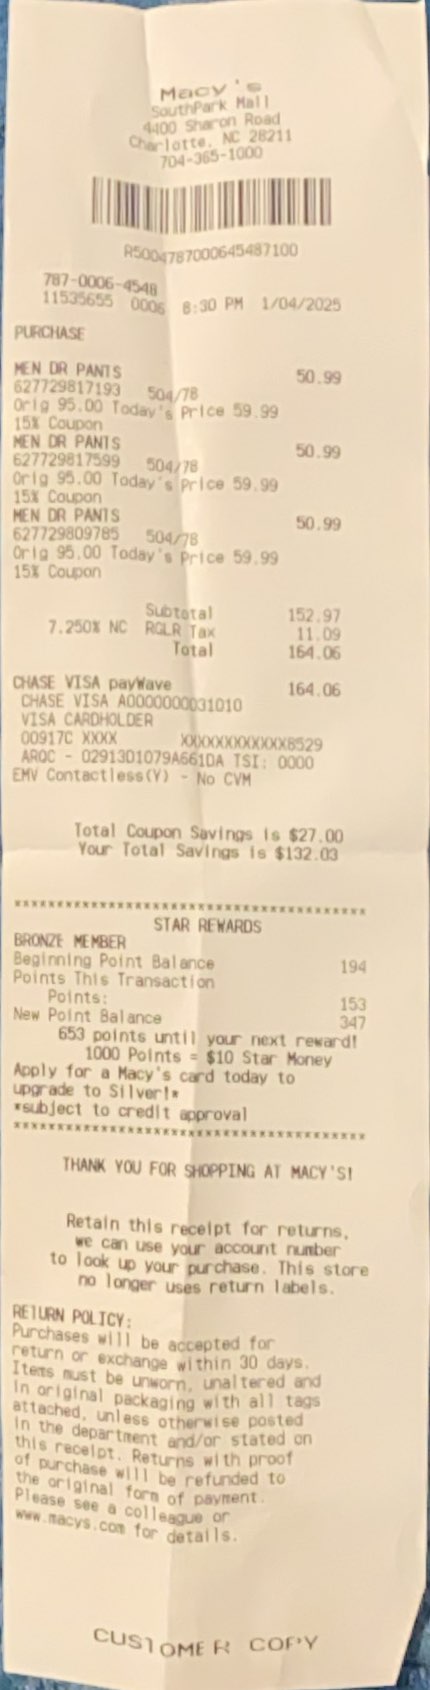 Macy's
SouthPark Mall
4400 Sharon Road
Charlotte, NC 28211
704-365-1000
R5004787000645487100
787-0006-4548
11535655 0006 8:30 PM 1/04/2025
PURCHASE
MEN DR PANTS 50.99
627729817193 504/78
Orig 95.00 Today's Price 59.99
15% Coupon
MEN DR PANTS 50.99
627729817599 504/78
Orig 95.00 Today's Price 59.99
15% Coupon
MEN DR PANTS 50.99
627729809785 504/78
Orig 95.00 Today's Price 59.99
15% Coupon
Subtotal 152.97
7.250% NC RGLR Tax 11.09
Total 164.06
CHASE VISA payWave 164.06
CHASE VISA A0000000031010
VISA CARDHOLDER
00917C XXXX XXXXXXXXXXXX8529
ARQC - 0291301079A661DA TSI: 0000
EMV Contactless(Y) - No CVM
Total Coupon Savings is $27.00
Your Total Savings is $132.03
******************************************
STAR REWARDS
BRONZE MEMBER
Beginning Point Balance 194
Points This Transaction
Points: 153
New Point Balance 347
653 points until your next reward!
1000 Points = $10 Star Money
Apply for a Macy's card today to
upgrade to Silver!*
*subject to credit approval
******************************************
THANK YOU FOR SHOPPING AT MACY'S!
Retain this receipt for returns,
we can use your account number
to look up your purchase. This store
no longer uses return labels.
RETURN POLICY:
Purchases will be accepted for
return or exchange within 30 days.
Items must be unworn, unaltered and
in original packaging with all tags
attached, unless otherwise posted
in the department and/or stated on
this receipt. Returns with proof
of purchase will be refunded to
the original form of payment.
Please see a colleague or
www.macys.com for details.
CUSTOMER COPY